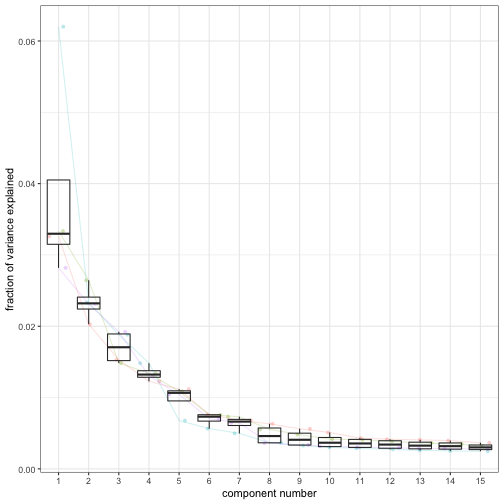 fraction of variance explained
0.06
0.04
0.02
0.00
1 2 3 4 5 6 7 8 9 10 11 12 13 14 15
component number